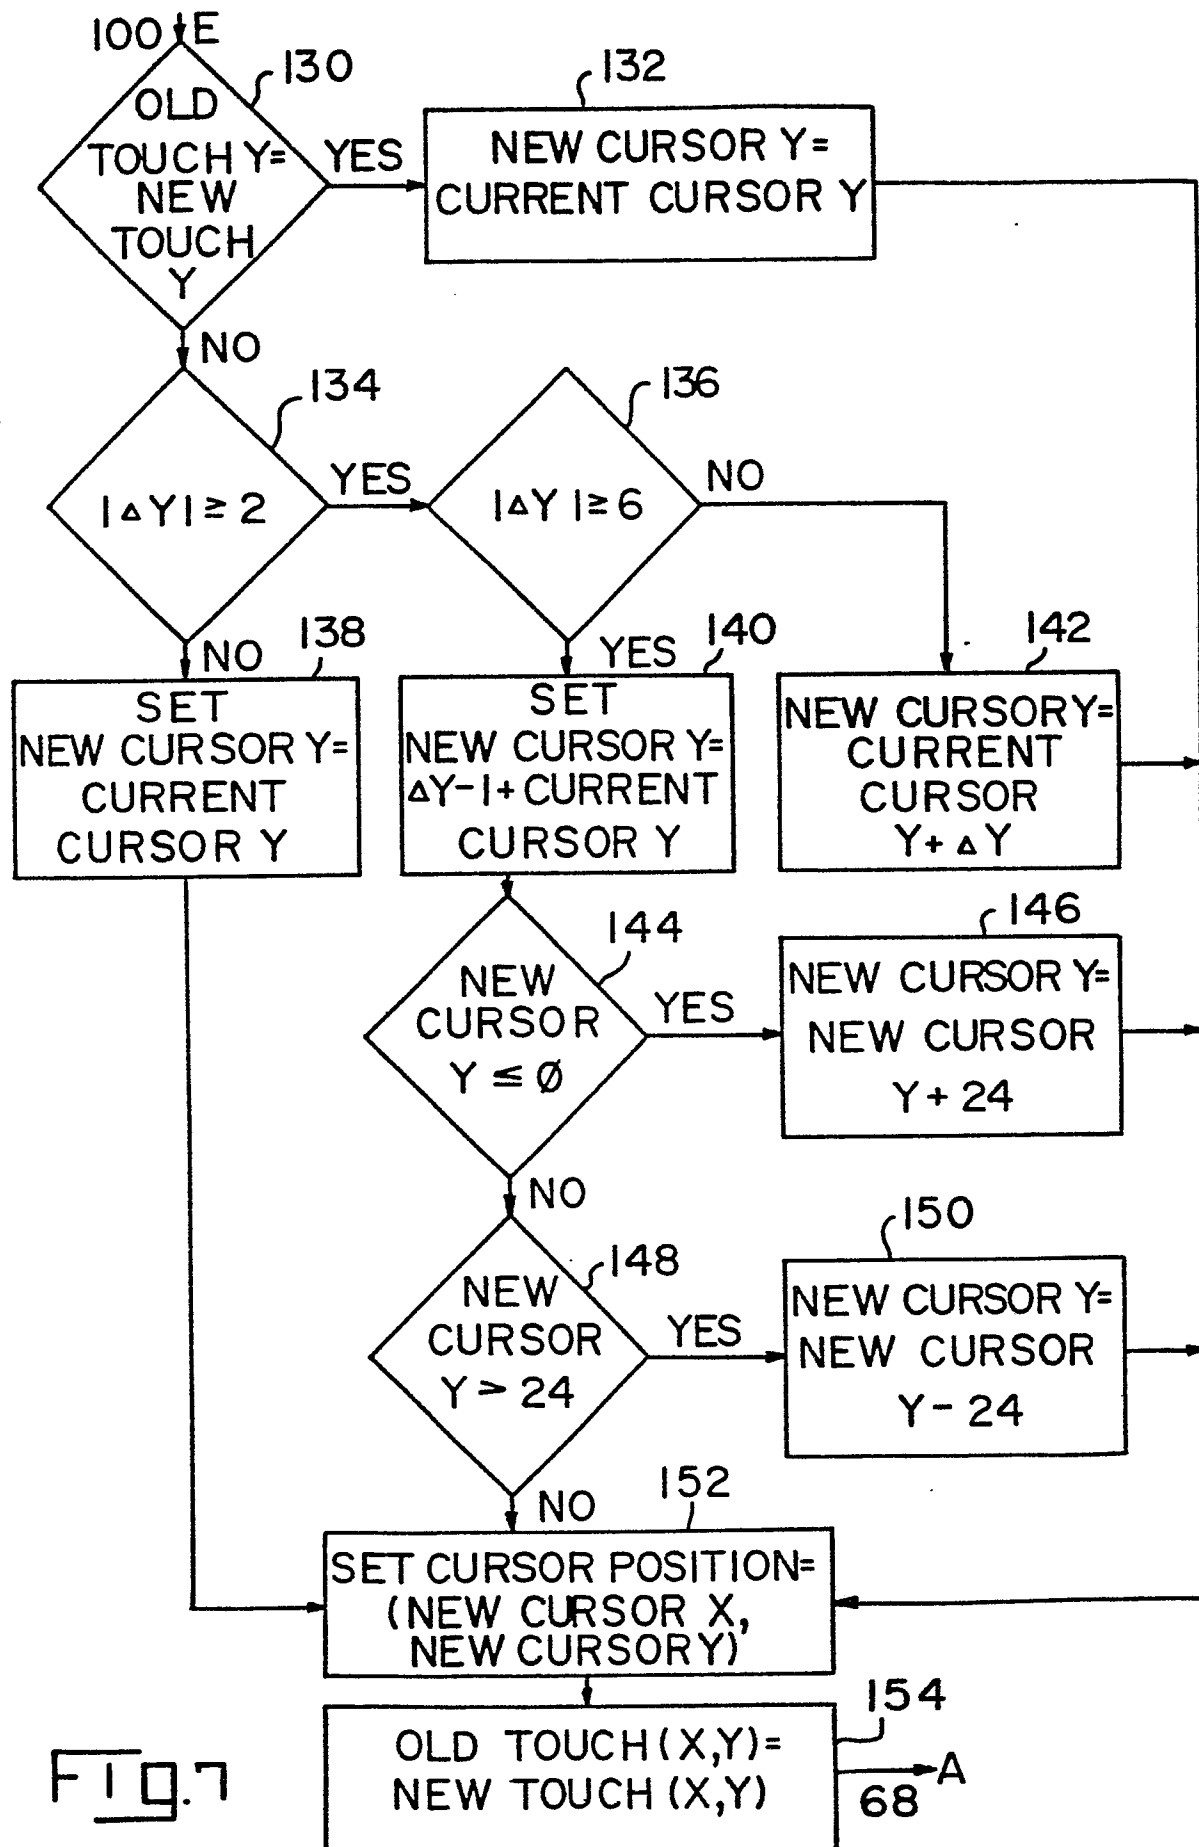 100 E
130
OLD
TOUCH Y=
NEW
TOUCH
Y
YES
132
NEW CURSOR Y=
CURRENT CURSOR Y
NO
134
|ΔY| ≥ 2
YES
136
|ΔY| ≥ 6
NO
NO
138
SET
NEW CURSOR Y=
CURRENT
CURSOR Y
YES
140
SET
NEW CURSOR Y=
ΔY-1+CURRENT
CURSOR Y
142
NEW CURSOR Y=
CURRENT
CURSOR
Y+ ΔY
144
NEW
CURSOR
Y ≤ Ø
YES
146
NEW CURSOR Y=
NEW CURSOR
Y + 24
NO
148
NEW
CURSOR
Y > 24
YES
150
NEW CURSOR Y=
NEW CURSOR
Y - 24
NO
152
SET CURSOR POSITION=
(NEW CURSOR X,
NEW CURSOR Y)
154
OLD TOUCH (X,Y)=
NEW TOUCH (X,Y)
A
68
Fig. 7